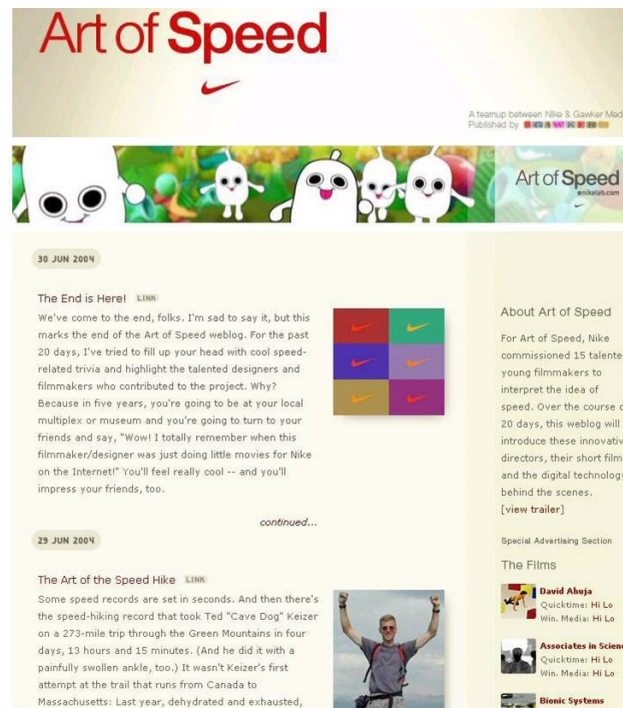 Art of Speed
A teamup between Nike & Gawker Med
Published by GAWKER
Art of Speed
@nikelab.com
30 JUN 2004
The End is Here! LINK
We've come to the end, folks. I'm sad to say it, but this
marks the end of the Art of Speed weblog. For the past
20 days, I've tried to fill up your head with cool speed-
related trivia and highlight the talented designers and
filmmakers who contributed to the project. Why?
Because in five years, you're going to be at your local
multiplex or museum and you're going to turn to your
friends and say, "Wow! I totally remember when this
filmmaker/designer was just doing little movies for Nike
on the Internet!" You'll feel really cool -- and you'll
impress your friends, too.
continued...
29 JUN 2004
The Art of the Speed Hike LINK
Some speed records are set in seconds. And then there's
the speed-hiking record that took Ted "Cave Dog" Keizer
on a 273-mile trip through the Green Mountains in four
days, 13 hours and 15 minutes. (And he did it with a
painfully swollen ankle, too.) It wasn't Keizer's first
attempt at the trail that runs from Canada to
Massachusetts: Last year, dehydrated and exhausted,
About Art of Speed
For Art of Speed, Nike
commissioned 15 talente
young filmmakers to
interpret the idea of
speed. Over the course o
20 days, this weblog will
introduce these innovativ
directors, their short film
and the digital technology
behind the scenes.
[view trailer]
Special Advertising Section
The Films
David Ahuja
Quicktime: Hi Lo
Win. Media: Hi Lo
Associates in Scienc
Quicktime: Hi Lo
Win. Media: Hi Lo
Bionic Systems